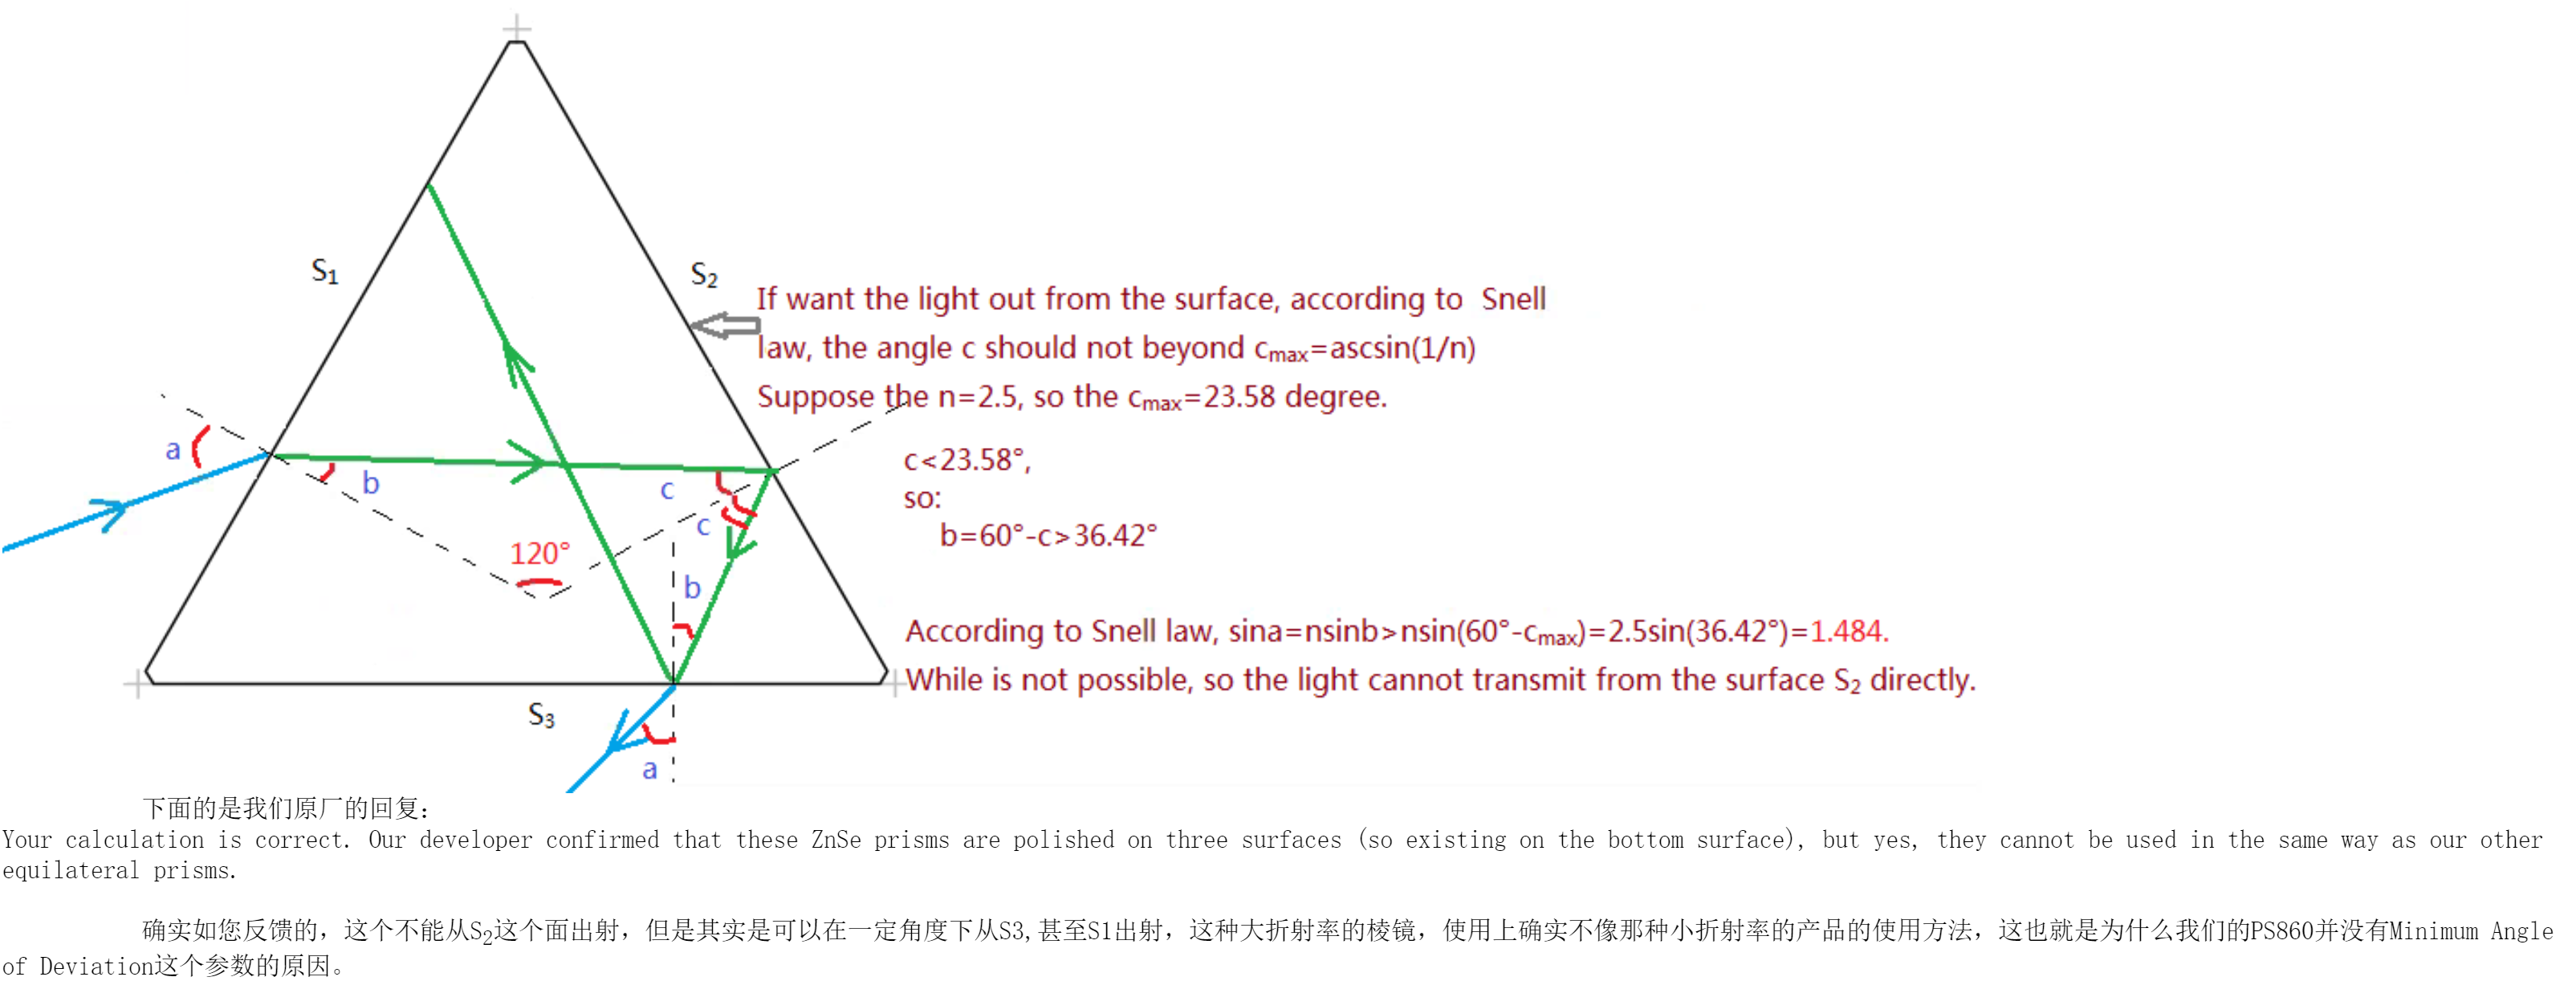 S₁
S₂
If want the light out from the surface, according to Snell
law, the angle c should not beyond cmax=ascsin(1/n)
Suppose the n=2.5, so the cmax=23.58 degree.
a
b
c
c<23.58°,
so:
c
b=60°-c>36.42°
120°
b
According to Snell law, sina=nsinb>nsin(60°-cmax)=2.5sin(36.42°)=1.484.
While is not possible, so the light cannot transmit from the surface S₂ directly.
S₃
a
下面的是我们原厂的回复：
Your calculation is correct. Our developer confirmed that these ZnSe prisms are polished on three surfaces (so existing on the bottom surface), but yes, they cannot be used in the same way as our other
equilateral prisms.
确实如您反馈的，这个不能从S₂这个面出射，但是其实是可以在一定角度下从S3,甚至S1出射，这种大折射率的棱镜，使用上确实不像那种小折射率的产品的使用方法，这也就是为什么我们的PS860并没有Minimum Angle
of Deviation这个参数的原因。